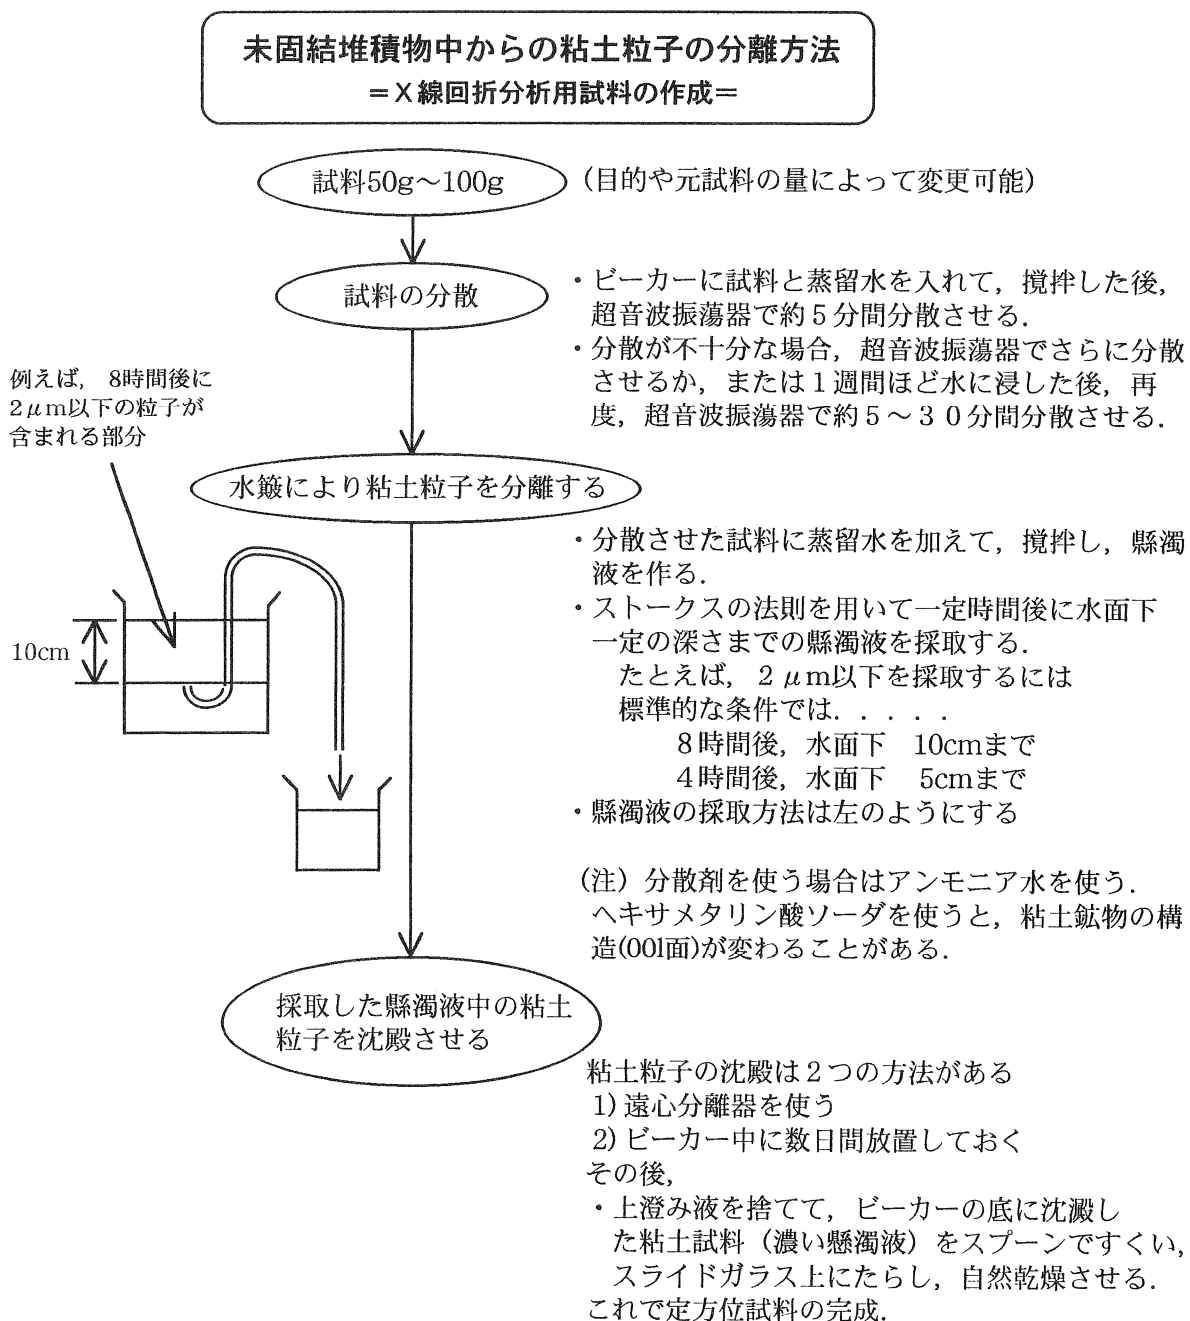 未固結堆積物中からの粘土粒子の分離方法
=X線回折分析用試料の作成=
試料50g〜100g
(目的や元試料の量によって変更可能)
試料の分散
・ビーカーに試料と蒸留水を入れて，撹拌した後，
超音波振蕩器で約5分間分散させる．
・分散が不十分な場合，超音波振蕩器でさらに分散
させるか，または1週間ほど水に浸した後，再
度，超音波振蕩器で約5〜30分間分散させる．
例えば，8時間後に
2μm以下の粒子が
含まれる部分
水簸により粘土粒子を分離する
・分散させた試料に蒸留水を加えて，撹拌し，縣濁
液を作る．
・ストークスの法則を用いて一定時間後に水面下
一定の深さまでの縣濁液を採取する．
たとえば，2μm以下を採取するには
標準的な条件では．．．．．
8時間後，水面下　10cmまで
4時間後，水面下　5cmまで
・縣濁液の採取方法は左のようにする
10cm
(注）分散剤を使う場合はアンモニア水を使う．
ヘキサメタリン酸ソーダを使うと，粘土鉱物の構
造(00l面)が変わることがある．
採取した縣濁液中の粘土
粒子を沈殿させる
粘土粒子の沈殿は2つの方法がある
1) 遠心分離器を使う
2) ビーカー中に数日間放置しておく
その後，
・上澄み液を捨てて，ビーカーの底に沈澱し
た粘土試料（濃い懸濁液）をスプーンですくい，
スライドガラス上にたらし，自然乾燥させる．
これで定方位試料の完成．